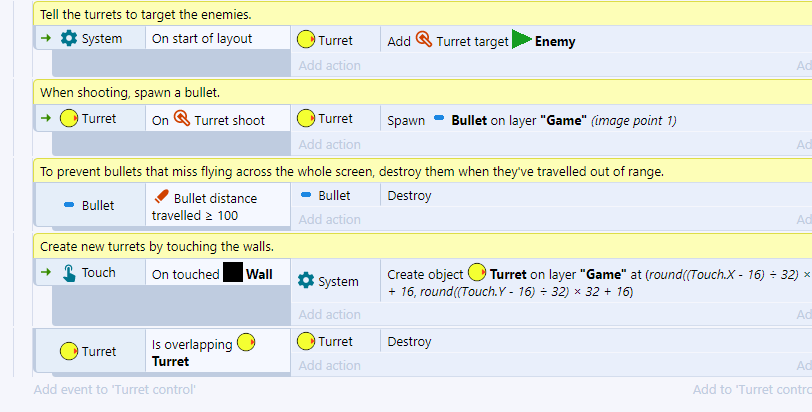 Tell the turrets to target the enemies.
System On start of layout Turret Add Turret target Enemy
Add action Ad
When shooting, spawn a bullet.
Turret On Turret shoot Turret Spawn Bullet on layer "Game" (image point 1)
Add action Ad
To prevent bullets that miss flying across the whole screen, destroy them when they've travelled out of range.
Bullet Bullet distance travelled ≥ 100 Bullet Destroy
Add action Ad
Create new turrets by touching the walls.
Touch On touched Wall System Create object Turret on layer "Game" at (round((Touch.X - 16) ÷ 32) ×
+ 16, round((Touch.Y - 16) ÷ 32) × 32 + 16)
Add action Ad
Turret Is overlapping Turret Turret Destroy
Add action Ad
Add event to 'Turret control' Add to 'Turret contro